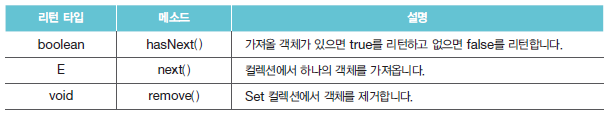 리턴 타입 메소드 설명
boolean hasNext() 가져올 객체가 있으면 true를 리턴하고 없으면 false를 리턴합니다.
E next() 컬렉션에서 하나의 객체를 가져옵니다.
void remove() Set 컬렉션에서 객체를 제거합니다.